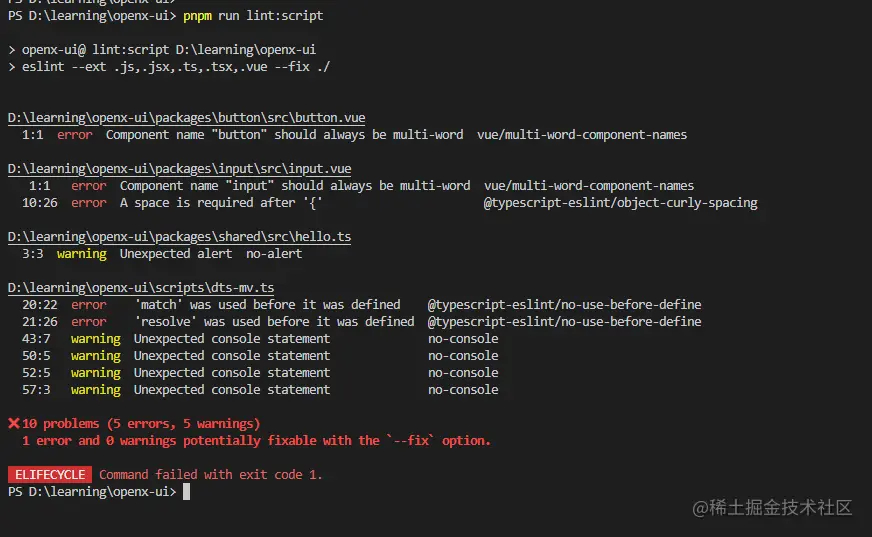 PS D:\learning\openx-ui> pnpm run lint:script
> openx-ui@ lint:script D:\learning\openx-ui
> eslint --ext .js,.jsx,.ts,.tsx,.vue --fix ./
D:\learning\openx-ui\packages\button\src\button.vue
1:1 error Component name "button" should always be multi-word vue/multi-word-component-names
D:\learning\openx-ui\packages\input\src\input.vue
1:1 error Component name "input" should always be multi-word vue/multi-word-component-names
10:26 error A space is required after '{' @typescript-eslint/object-curly-spacing
D:\learning\openx-ui\packages\shared\src\hello.ts
3:3 warning Unexpected alert no-alert
D:\learning\openx-ui\scripts\dts-mv.ts
20:22 error 'match' was used before it was defined @typescript-eslint/no-use-before-define
21:26 error 'resolve' was used before it was defined @typescript-eslint/no-use-before-define
43:7 warning Unexpected console statement no-console
50:5 warning Unexpected console statement no-console
52:5 warning Unexpected console statement no-console
57:3 warning Unexpected console statement no-console
❌10 problems (5 errors, 5 warnings)
1 error and 0 warnings potentially fixable with the `--fix` option.
ELIFECYCLE Command failed with exit code 1.
PS D:\learning\openx-ui>
@稀土掘金技术社区